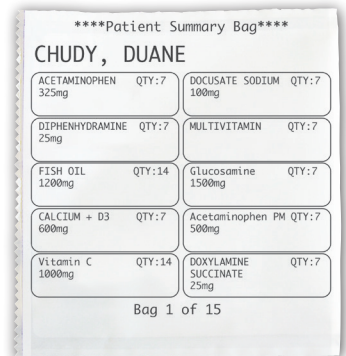 ****Patient Summary Bag****
CHUDY, DUANE
ACETAMINOPHEN QTY:7
325mg
DOCUSATE SODIUM QTY:7
100mg
DIPHENHYDRAMINE QTY:7
25mg
MULTIVITAMIN QTY:7
FISH OIL QTY:14
1200mg
Glucosamine QTY:7
1500mg
CALCIUM + D3 QTY:7
600mg
Acetaminophen PM QTY:7
500mg
Vitamin C QTY:14
1000mg
DOXYLAMINE QTY:7
SUCCINATE
25mg
Bag 1 of 15